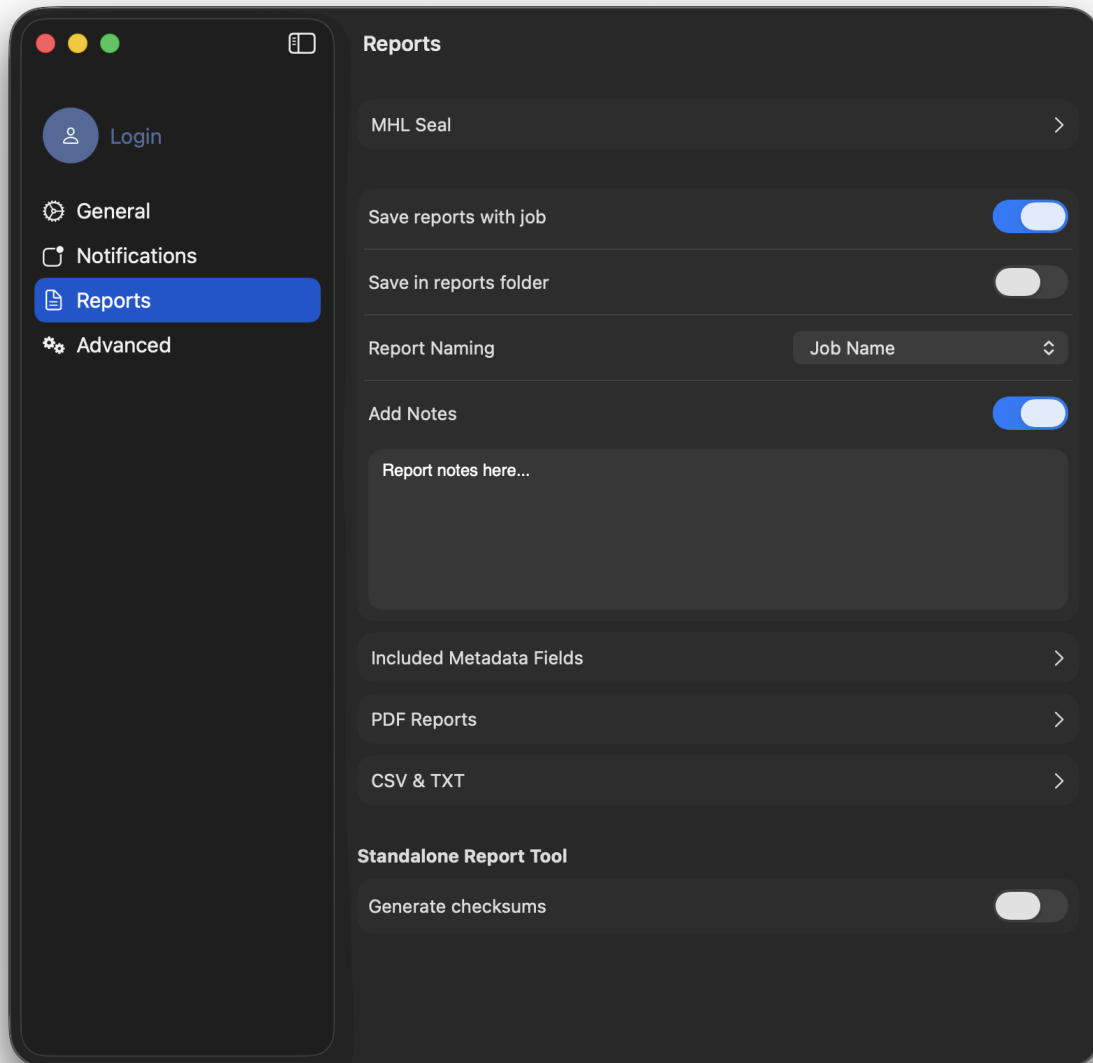 Reports
Login
General
Notifications
Reports
Advanced
MHL Seal
Save reports with job
Save in reports folder
Report Naming
Job Name
Add Notes
Report notes here...
Included Metadata Fields
PDF Reports
CSV & TXT
Standalone Report Tool
Generate checksums